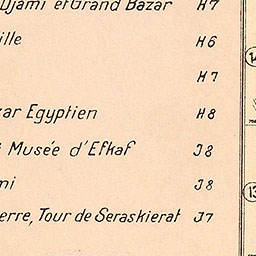 Djami et Grand Bazar H7
ille H6
H7
zar Egyptien H8
Musée d'Efkaf J8
mi J8
erre, Tour de Seraskierat J7
13